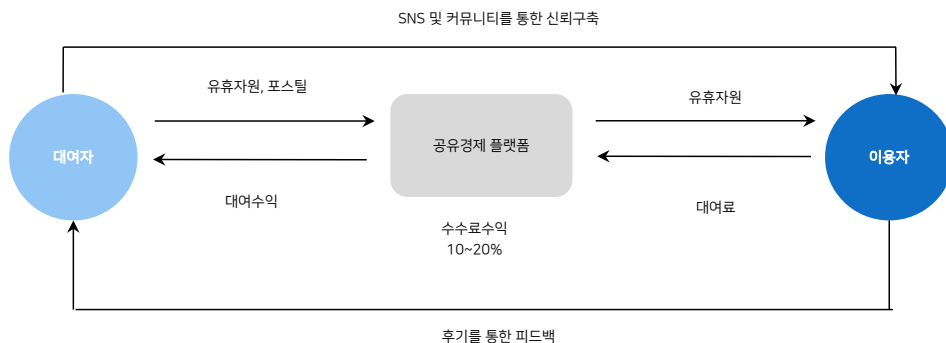 SNS 및 커뮤니티를 통한 신뢰구축
유휴자원, 포스틸
유휴자원
대여자
공유경제 플랫폼
이용자
대여수익
대여료
수수료수익
10~20%
후기를 통한 피드백